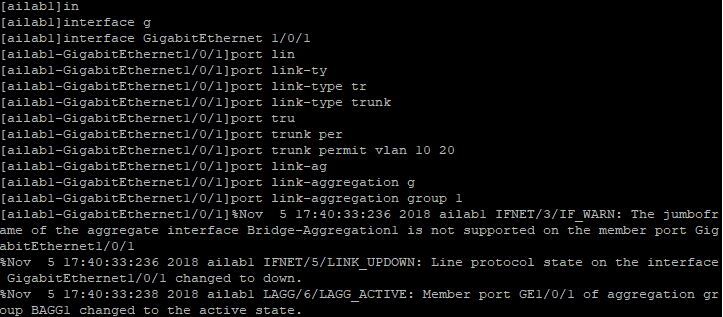 [ailab1]in
[ailab1]interface g
[ailab1]interface GigabitEthernet 1/0/1
[ailab1-GigabitEthernet1/0/1]port lin
[ailab1-GigabitEthernet1/0/1]port link-ty
[ailab1-GigabitEthernet1/0/1]port link-type tr
[ailab1-GigabitEthernet1/0/1]port link-type trunk
[ailab1-GigabitEthernet1/0/1]port tru
[ailab1-GigabitEthernet1/0/1]port trunk per
[ailab1-GigabitEthernet1/0/1]port trunk permit vlan 10 20
[ailab1-GigabitEthernet1/0/1]port link-ag
[ailab1-GigabitEthernet1/0/1]port link-aggregation g
[ailab1-GigabitEthernet1/0/1]port link-aggregation group 1
[ailab1-GigabitEthernet1/0/1]%Nov  5 17:40:33:236 2018 ailab1 IFNET/3/IF_WARN: The jumbofr
ame of the aggregate interface Bridge-Aggregation1 is not supported on the member port Gig
abitEthernet1/0/1
%Nov  5 17:40:33:236 2018 ailab1 IFNET/5/LINK_UPDOWN: Line protocol state on the interface
 GigabitEthernet1/0/1 changed to down.
%Nov  5 17:40:33:238 2018 ailab1 LAGG/6/LAGG_ACTIVE: Member port GE1/0/1 of aggregation gr
oup BAGG1 changed to the active state.